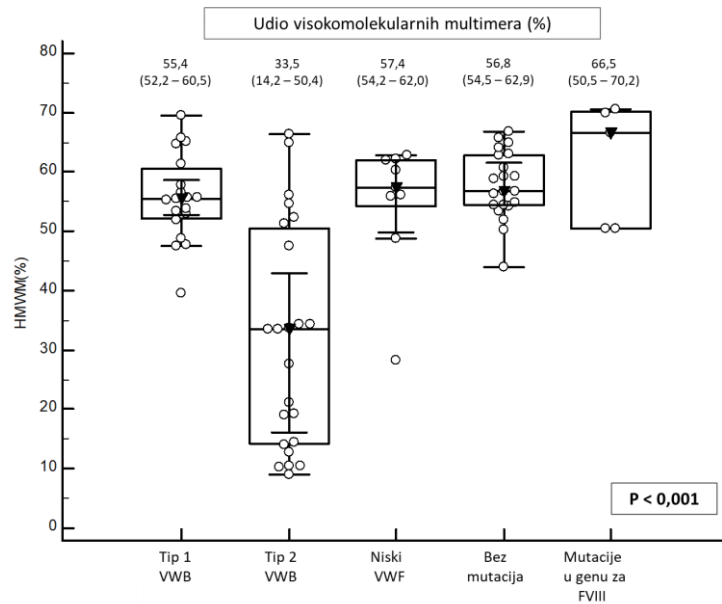 Udio visokomolekularnih multimera (%)
55,4 33,5 57,4 56,8 66,5
(52,2 – 60,5) (14,2 – 50,4) (54,2 – 62,0) (54,5 – 62,9) (50,5 – 70,2)
80
70
60
50
40
30
20
10
0
HMWM(%)
P < 0,001
Tip 1 Tip 2 Niski Bez Mutacije
VWB VWB VWF mutacija u genu za
FVIII